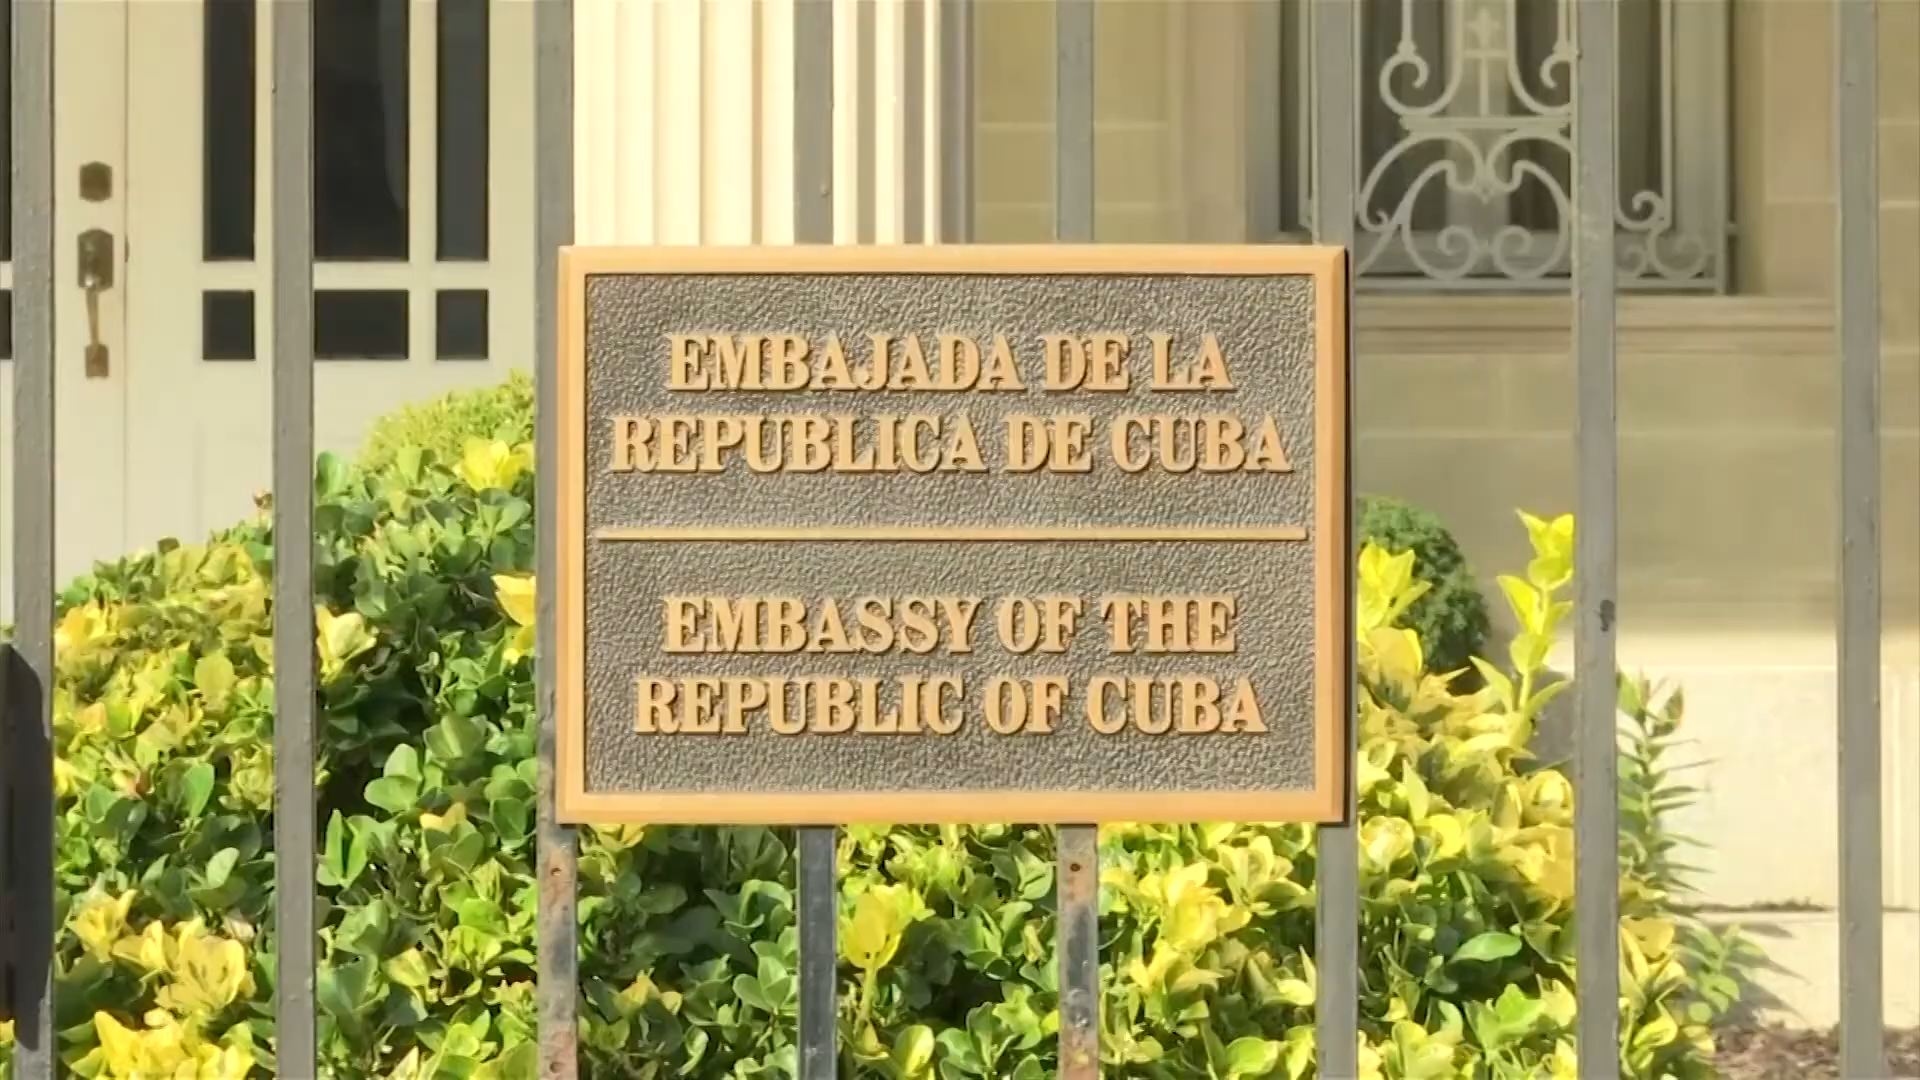 EMBAJADA DE LA
REPUBLICA DE CUBA
EMBASSY OF THE
REPUBLIC OF CUBA